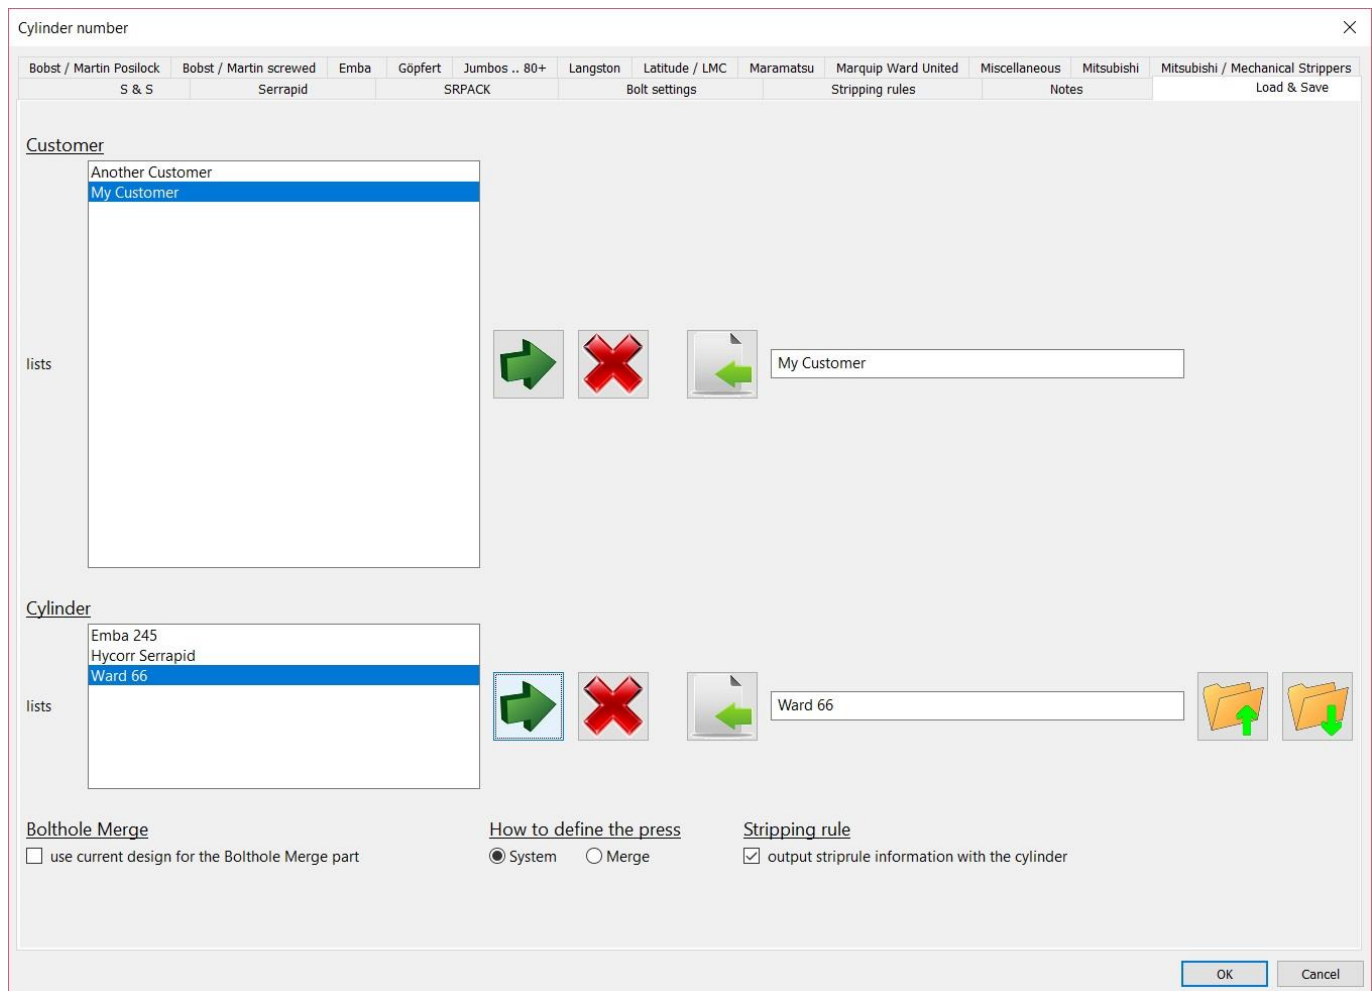 Cylinder number
Bobst / Martin Posilock Bobst / Martin screwed Emba Göpfert Jumbos .. 80+ Langston Latitude / LMC Maramatsu Marquip Ward United Miscellaneous Mitsubishi Mitsubishi / Mechanical Strippers
S & S Serrapid SRPACK Bolt settings Stripping rules Notes Load & Save
Customer
Another Customer
My Customer
lists
My Customer
Cylinder
Emba 245
Hycorr Serrapid
Ward 66
lists
Ward 66
Bolthole Merge How to define the press Stripping rule
use current design for the Bolthole Merge part System Merge output striprule information with the cylinder
OK Cancel